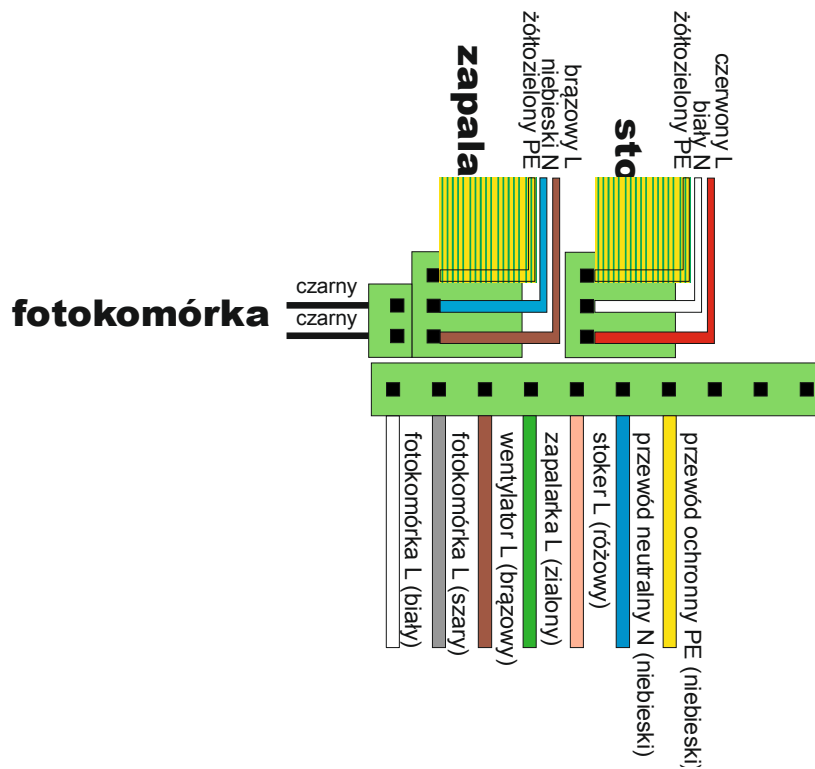 zapala
żółtozielony PE
niebieski N
brązowy L
sto
żółtozielony PE
biały N
czerwony L
fotokomórka
czarny
czarny
fotokomórka L (biały)
fotokomórka L (szary)
wentylator L (brązowy)
zapalarka L (zialony)
stoker L (różowy)
przewód neutralny N (niebieski)
przewód ochronny PE (niebieski)